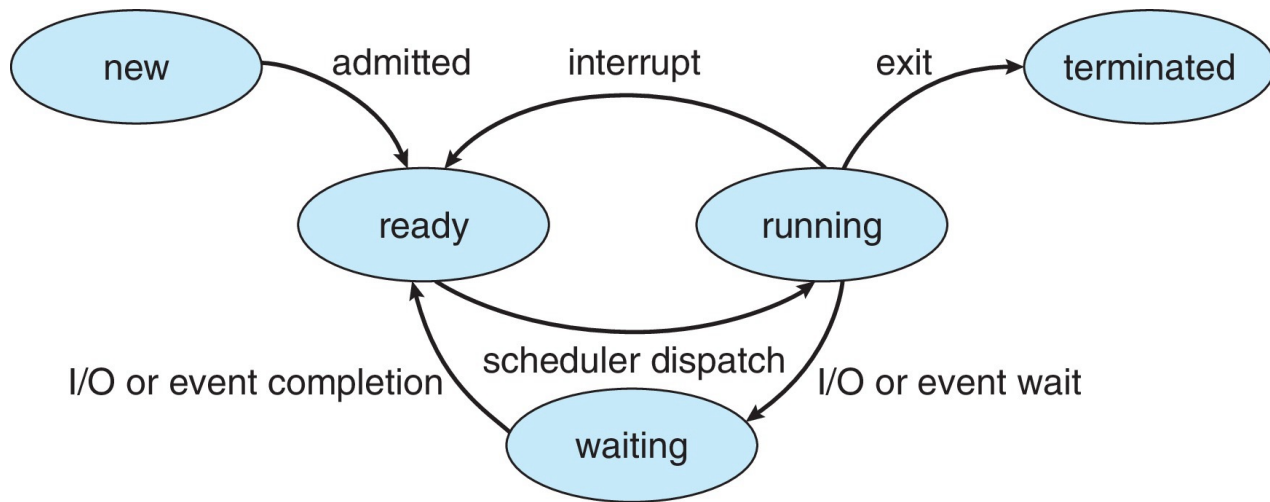 new
admitted
interrupt
exit
terminated
ready
running
scheduler dispatch
I/O or event completion
I/O or event wait
waiting